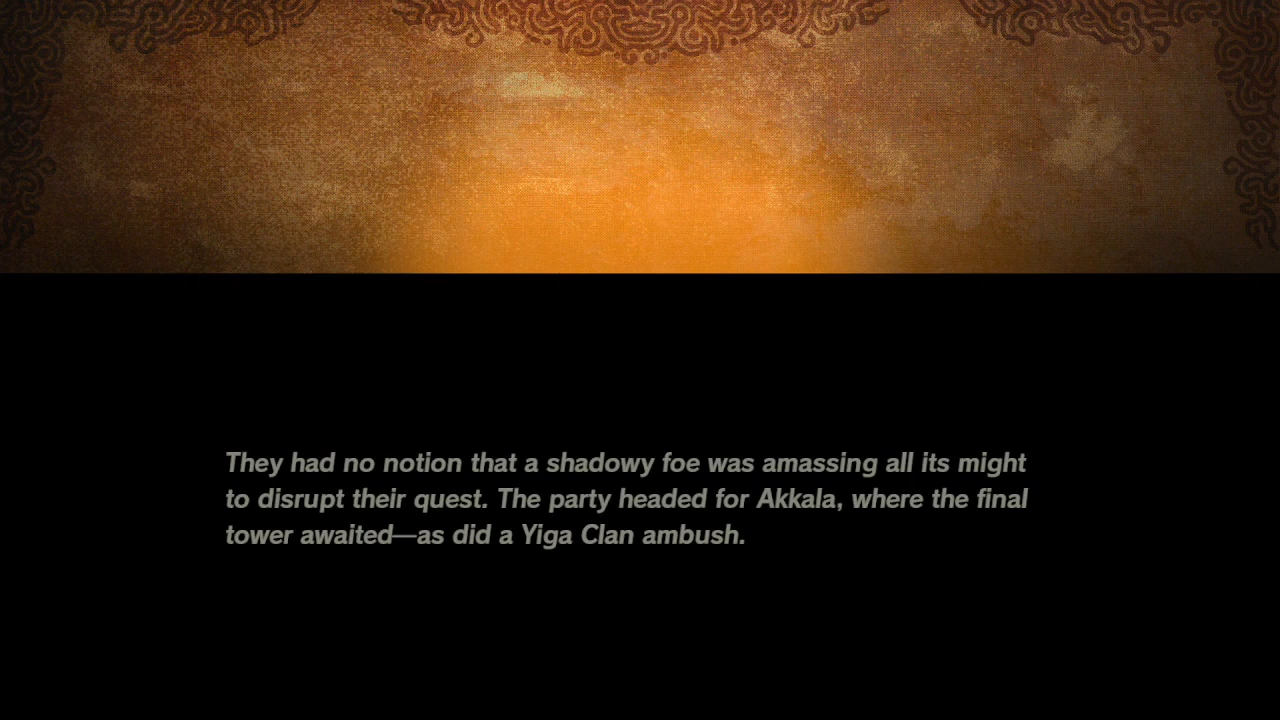 They had no notion that a shadowy foe was amassing all its might
to disrupt their quest. The party headed for Akkala, where the final
tower awaited—as did a Yiga Clan ambush.